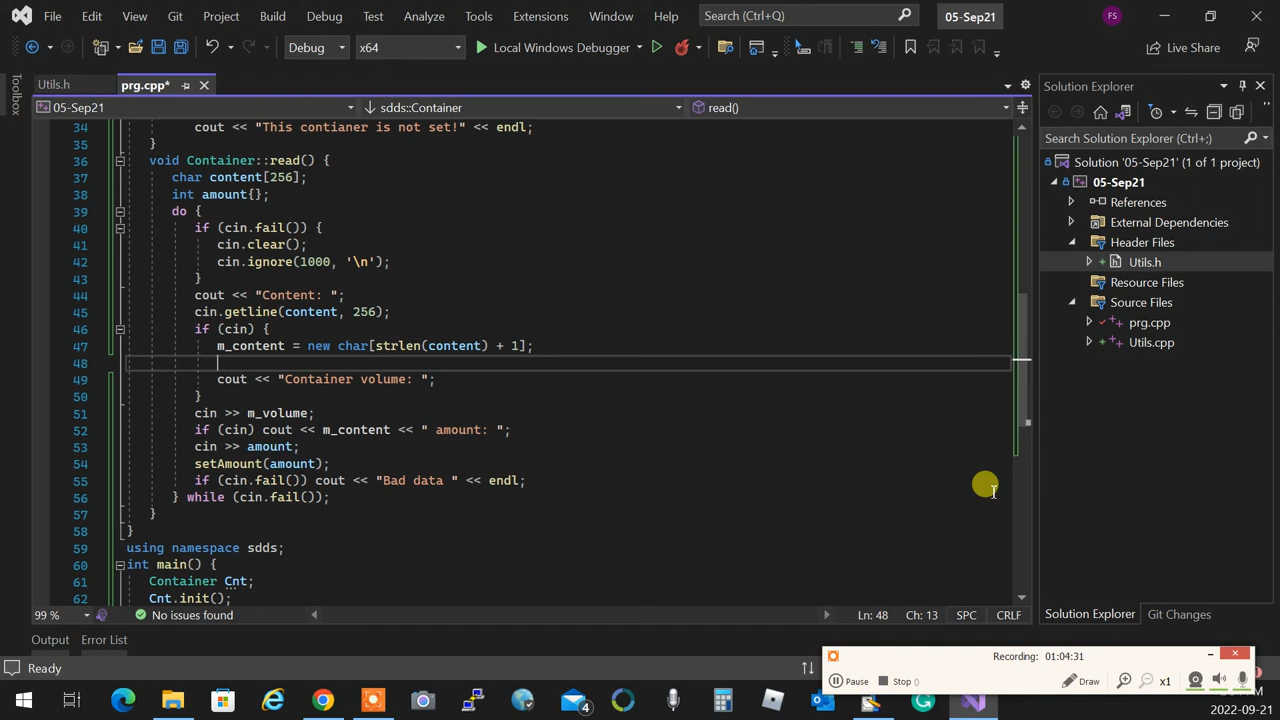 File Edit View Git Project Build Debug Test Analyze Tools Extensions Window Help Search (Ctrl+Q) 05-Sep21 FS
Debug x64 Local Windows Debugger Live Share
Toolbox
Utils.h prg.cpp*
05-Sep21 sdds::Container read()
34 cout << "This contianer is not set!" << endl;
35 }
36 void Container::read() {
37 char content[256];
38 int amount{};
39 do {
40 if (cin.fail()) {
41 cin.clear();
42 cin.ignore(1000, '\n');
43 }
44 cout << "Content: ";
45 cin.getline(content, 256);
46 if (cin) {
47 m_content = new char[strlen(content) + 1];
48
49 cout << "Container volume: ";
50 }
51 cin >> m_volume;
52 if (cin) cout << m_content << " amount: ";
53 cin >> amount;
54 setAmount(amount);
55 if (cin.fail()) cout << "Bad data " << endl;
56 } while (cin.fail());
57 }
58 }
59 using namespace sdds;
60 int main() {
61 Container Cnt;
62 Cnt.init();
99 % No issues found Ln: 48 Ch: 13 SPC CRLF
Output Error List
Ready
Solution Explorer
Search Solution Explorer (Ctrl+;)
Solution '05-Sep21' (1 of 1 project)
05-Sep21
References
External Dependencies
Header Files
Utils.h
Resource Files
Source Files
prg.cpp
Utils.cpp
Solution Explorer Git Changes
Recording: 01:04:31
Pause Stop () Draw x1
4
2022-09-21